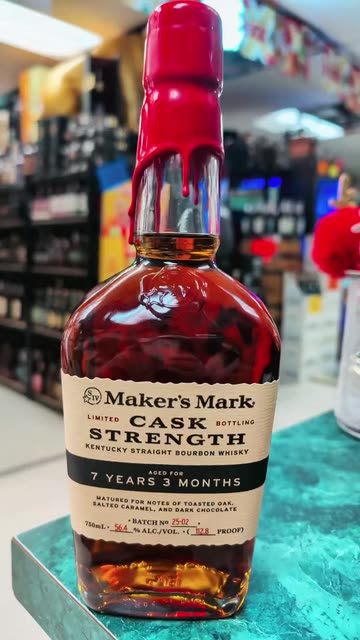 SIV Maker's Mark®
LIMITED CASK BOTTLING
STRENGTH
KENTUCKY STRAIGHT BOURBON WHISKY
AGED FOR
7 YEARS 3 MONTHS
MATURED FOR NOTES OF TOASTED OAK,
SALTED CARAMEL, AND DARK CHOCOLATE
• BATCH Nº 25-02 •
750mL • 56.4 % ALC./VOL. • ( 112.8 PROOF)